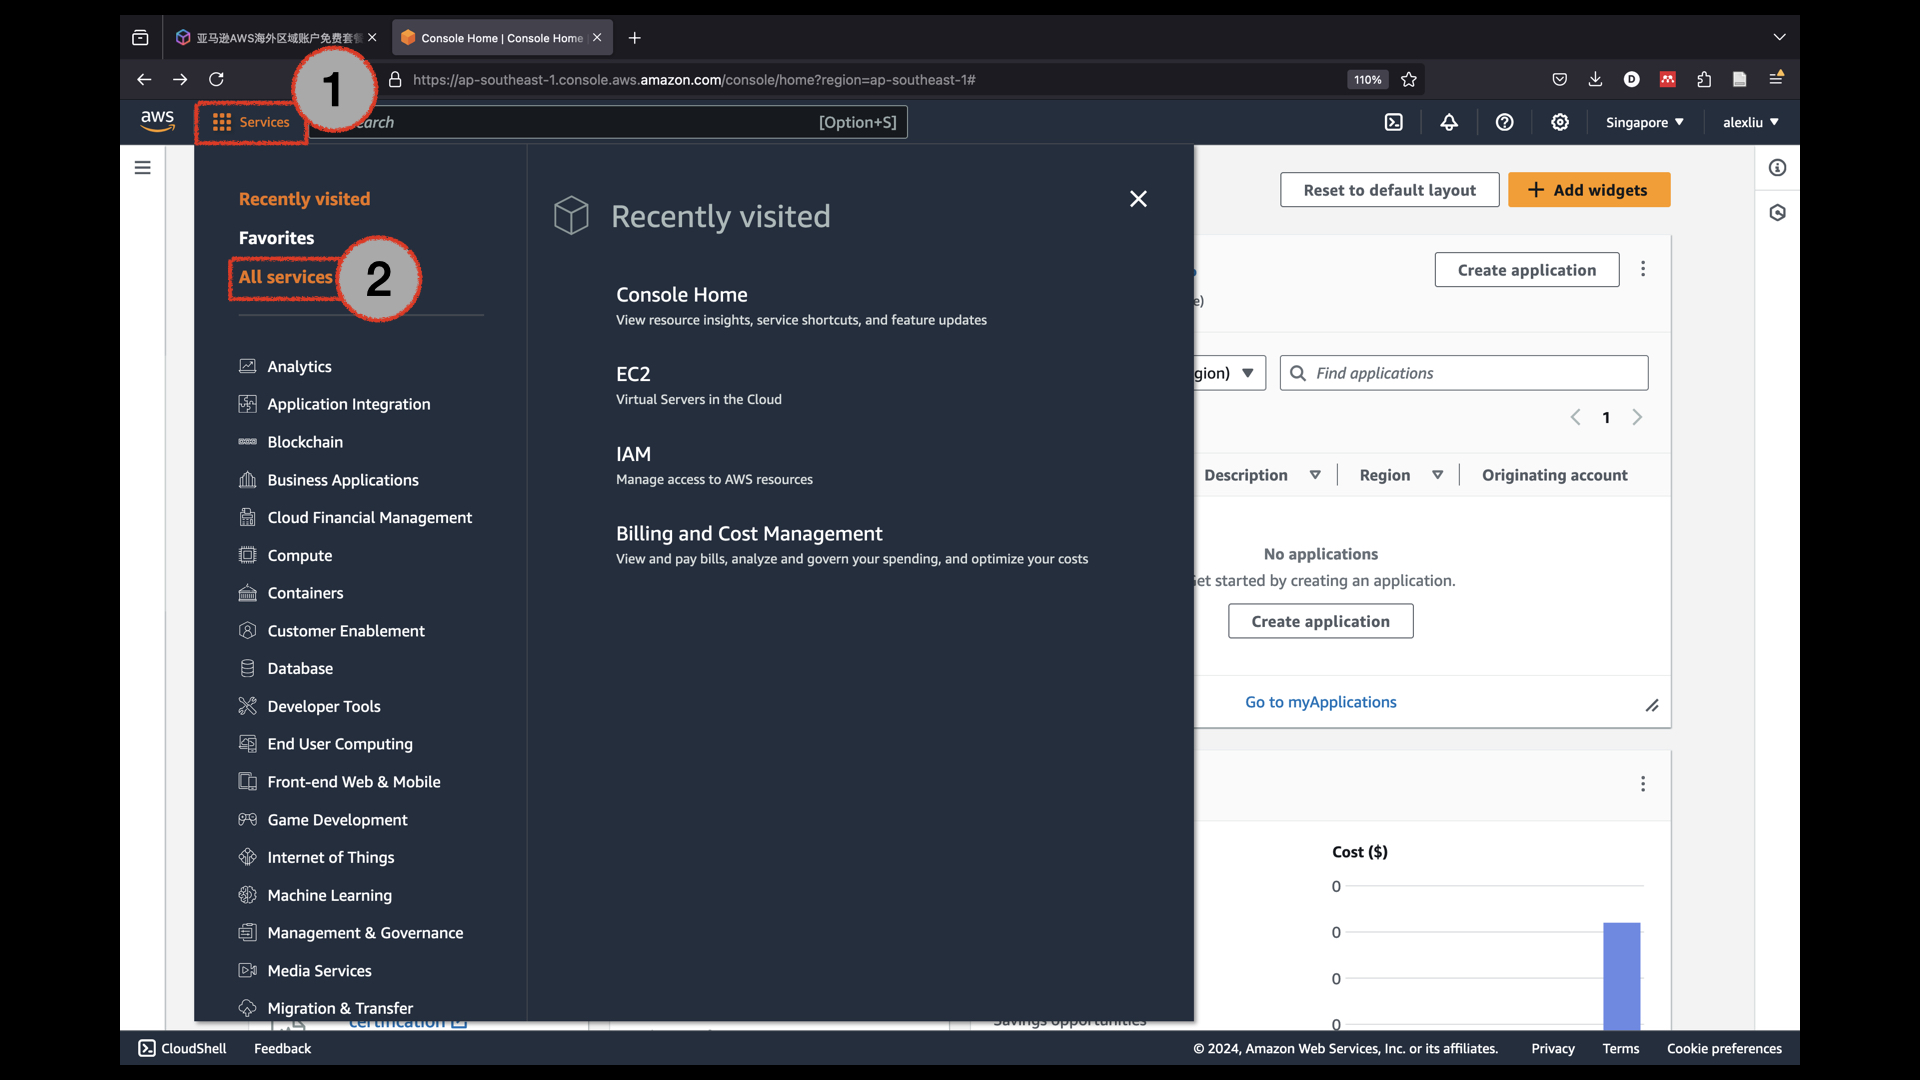 亚马逊AWS海外区域账户免费套餐
Console Home | Console Home
https://ap-southeast-1.console.aws.amazon.com/console/home?region=ap-southeast-1#
110%
1
aws
Services
[Option+S]
Singapore
alexliu
Recently visited
Favorites
All services
2
Analytics
Application Integration
Blockchain
Business Applications
Cloud Financial Management
Compute
Containers
Customer Enablement
Database
Developer Tools
End User Computing
Front-end Web & Mobile
Game Development
Internet of Things
Machine Learning
Management & Governance
Media Services
Migration & Transfer
Recently visited
Console Home
View resource insights, service shortcuts, and feature updates
EC2
Virtual Servers in the Cloud
IAM
Manage access to AWS resources
Billing and Cost Management
View and pay bills, analyze and govern your spending, and optimize your costs
Reset to default layout
+ Add widgets
Create application
Find applications
1
Description
Region
Originating account
No applications
Get started by creating an application.
Create application
Go to myApplications
Cost ($)
0
0
0
0
certification
Savings opportunities
CloudShell
Feedback
© 2024, Amazon Web Services, Inc. or its affiliates.
Privacy
Terms
Cookie preferences